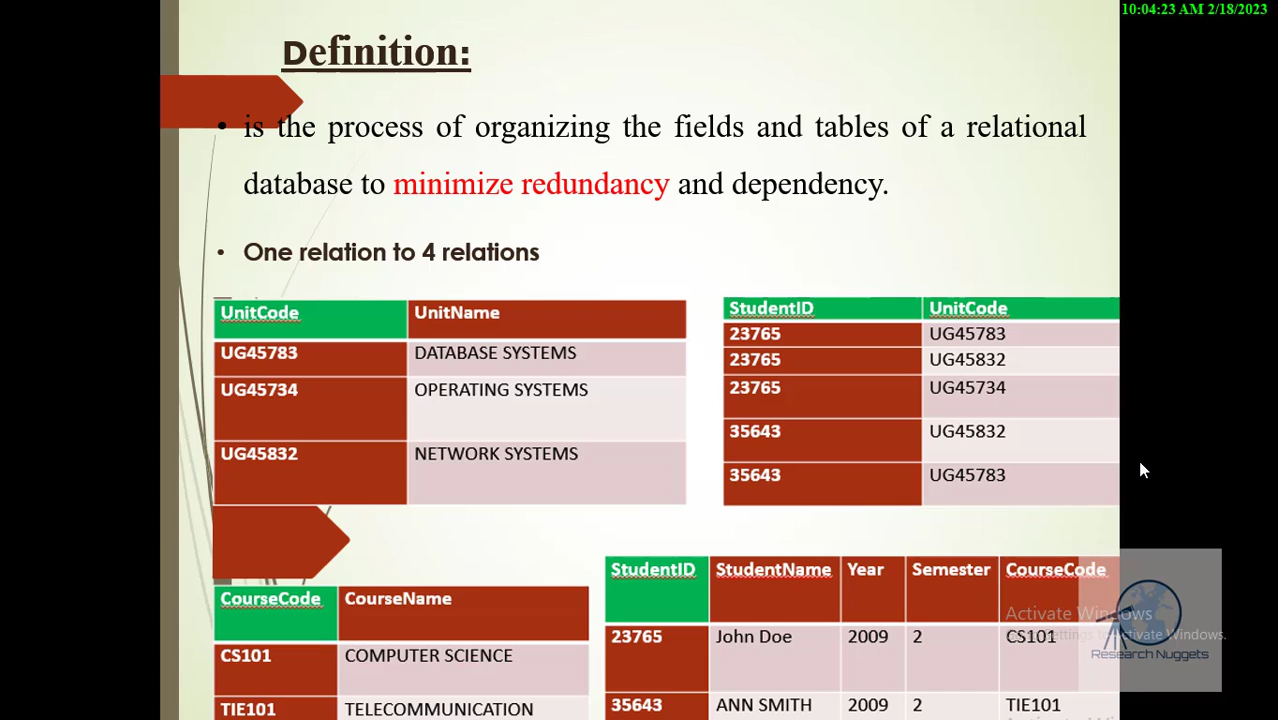 10:04:23 AM 2/18/2023
Definition:
• is the process of organizing the fields and tables of a relational
database to minimize redundancy and dependency.
• One relation to 4 relations
UnitCode UnitName
UG45783 DATABASE SYSTEMS
UG45734 OPERATING SYSTEMS
UG45832 NETWORK SYSTEMS
StudentID UnitCode
23765 UG45783
23765 UG45832
23765 UG45734
35643 UG45832
35643 UG45783
CourseCode CourseName
CS101 COMPUTER SCIENCE
TIE101 TELECOMMUNICATION
StudentID StudentName Year Semester CourseCode
23765 John Doe 2009 2 CS101
35643 ANN SMITH 2009 2 TIE101
Activate Windows
Settings to activate Windows.
Research Nuggets